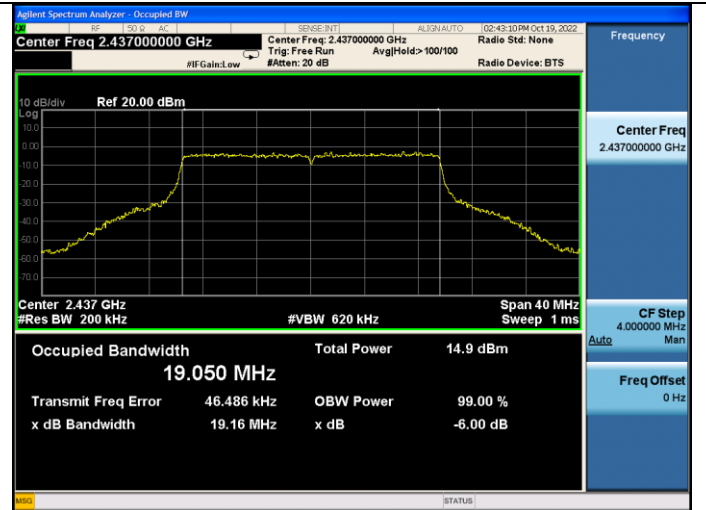 Agilent Spectrum Analyzer - Occupied BW
RF 50 Ω AC SENSE:INT ALIGN AUTO 02:43:10 PM Oct 19, 2022
Center Freq 2.437000000 GHz
Center Freq: 2.437000000 GHz Radio Std: None
Trig: Free Run Avg|Hold:> 100/100
#IFGain:Low #Atten: 20 dB Radio Device: BTS
Frequency
10 dB/div Ref 20.00 dBm
Log
10.0
0.00
-10.0
-20.0
-30.0
-40.0
-50.0
-60.0
-70.0
Center Freq
2.437000000 GHz
Center 2.437 GHz Span 40 MHz
#Res BW 200 kHz #VBW 620 kHz Sweep 1 ms
CF Step
4.000000 MHz
Auto Man
Occupied Bandwidth Total Power 14.9 dBm
19.050 MHz
Transmit Freq Error 46.486 kHz OBW Power 99.00 %
x dB Bandwidth 19.16 MHz x dB -6.00 dB
Freq Offset
0 Hz
MSG STATUS